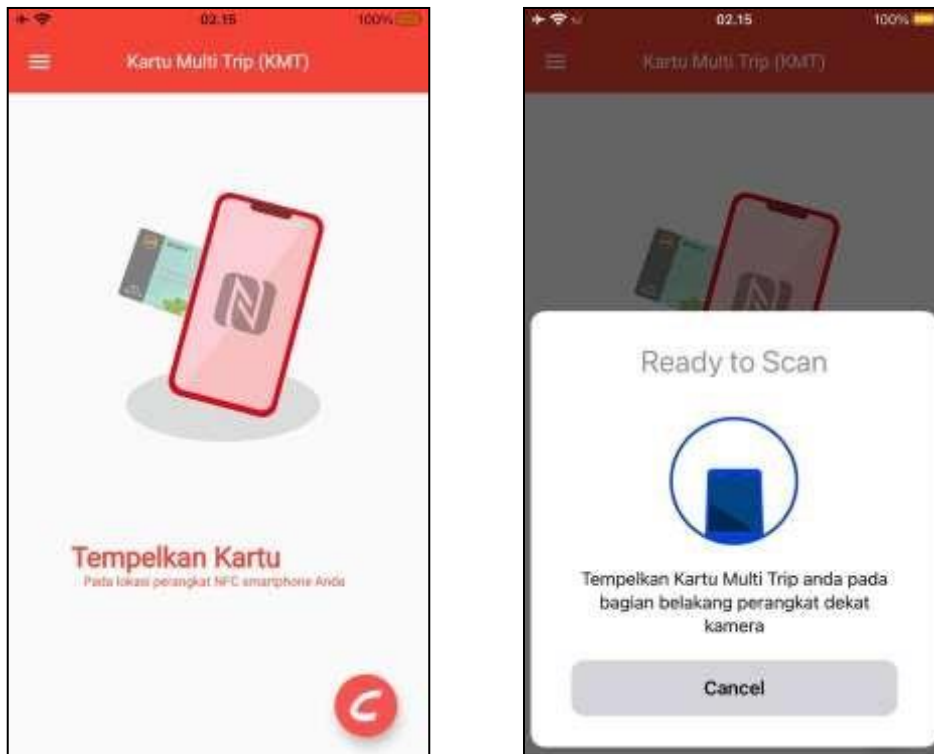 02.15
100%
Kartu Multi Trip (KMT)
Tempelkan Kartu
Pada lokasi perangkat NFC smartphone Anda
02.15
100%
Kartu Multi Trip (KMT)
Ready to Scan
Tempelkan Kartu Multi Trip anda pada
bagian belakang perangkat dekat
kamera
Cancel